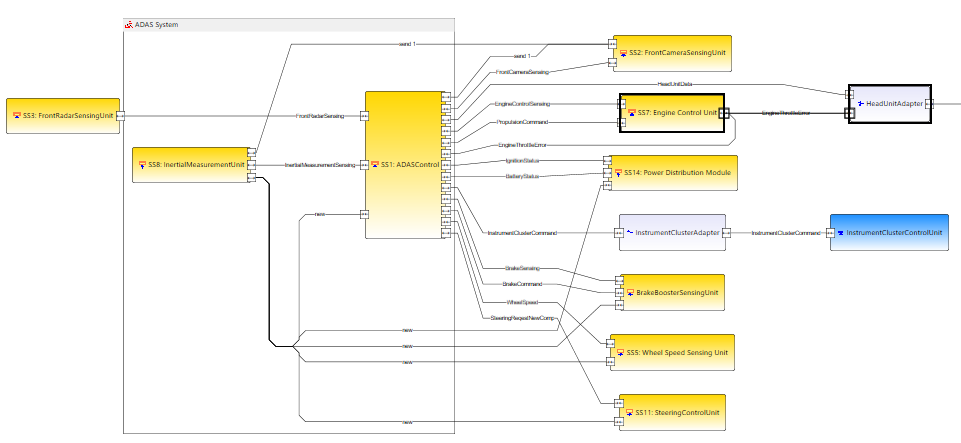 ADAS System
send 1
send 1
SS2: FrontCameraSensingUnit
FrontCameraSensing
HeadUnitData
SS3: FrontRadarSensingUnit
FrontRadarSensing
EngineControlSensing
SS7: Engine Control Unit
EngineThrottleError
HeadUnitAdapter
PropulsionCommand
EngineThrottleError
SS8: InertialMeasurementUnit
InertialMeasurementSensing
SS1: ADASControl
IgnitionStatus
BatteryStatus
SS14: Power Distribution Module
new
InstrumentClusterCommand
InstrumentClusterAdapter
InstrumentClusterCommand
InstrumentClusterControlUnit
BrakeSensing
BrakeCommand
BrakeBoosterSensingUnit
WheelSpeed
SteeringReqestNewComp
new
new
new
SS5: Wheel Speed Sensing Unit
SS11: SteeringControlUnit
new